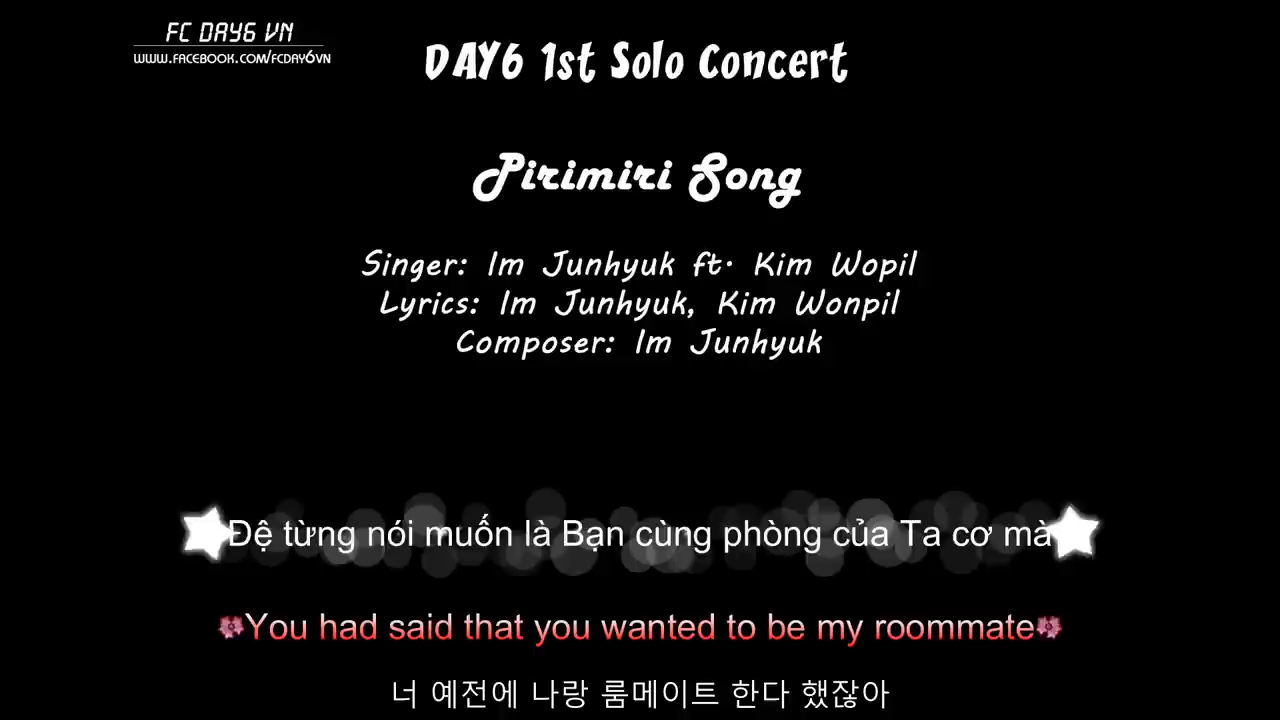 FC DAY6 VN
WWW.FACEBOOK.COM/FCDAY6VN
DAY6 1st Solo Concert
Pirimiri Song
Singer: Im Junhyuk ft. Kim Wopil
Lyrics: Im Junhyuk, Kim Wonpil
Composer: Im Junhyuk
Đệ từng nói muốn là Bạn cùng phòng của Ta cơ mà
You had said that you wanted to be my roommate
너 예전에 나랑 룸메이트 한다 했잖아